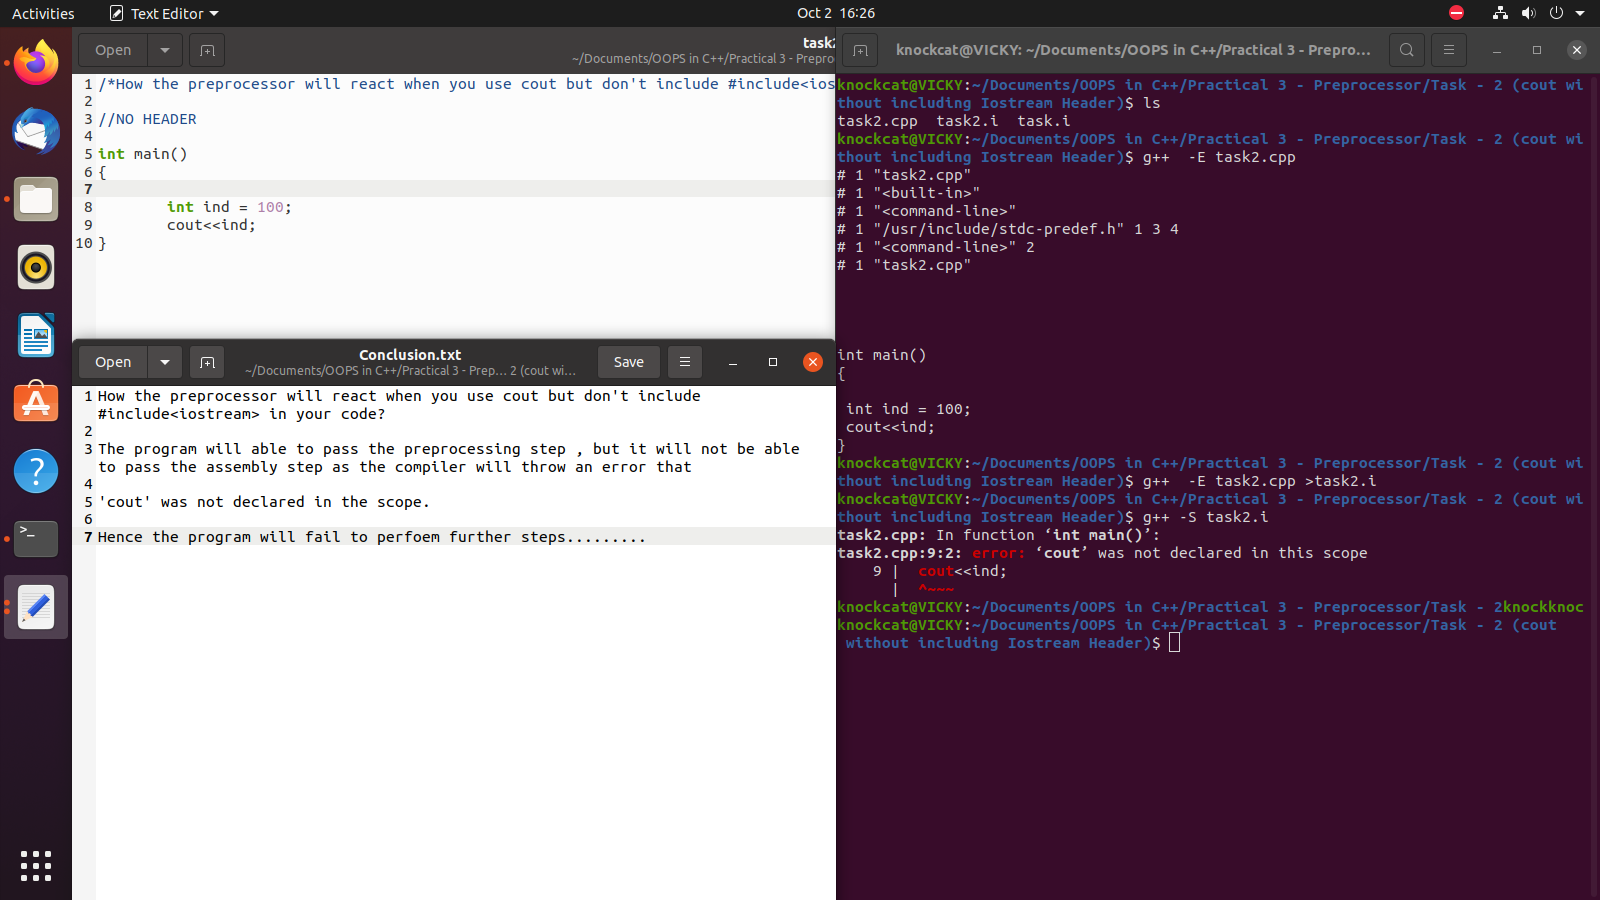 Activities
Text Editor
Oct 2 16:26
Open
task2
~/Documents/OOPS in C++/Practical 3 - Prepro
1 /*How the preprocessor will react when you use cout but don't include #include<ios
2
3 //NO HEADER
4
5 int main()
6 {
7
8 int ind = 100;
9 cout<<ind;
10 }
Open
Conclusion.txt
~/Documents/OOPS in C++/Practical 3 - Prep... 2 (cout wi...
Save
1 How the preprocessor will react when you use cout but don't include
#include<iostream> in your code?
2
3 The program will able to pass the preprocessing step , but it will not be able
to pass the assembly step as the compiler will throw an error that
4
5 'cout' was not declared in the scope.
6
7 Hence the program will fail to perfoem further steps.........
knockcat@VICKY: ~/Documents/OOPS in C++/Practical 3 - Prepro...
knockcat@VICKY:~/Documents/OOPS in C++/Practical 3 - Preprocessor/Task - 2 (cout wi
thout including Iostream Header)$ ls
task2.cpp task2.i task.i
knockcat@VICKY:~/Documents/OOPS in C++/Practical 3 - Preprocessor/Task - 2 (cout wi
thout including Iostream Header)$ g++ -E task2.cpp
# 1 "task2.cpp"
# 1 "<built-in>"
# 1 "<command-line>"
# 1 "/usr/include/stdc-predef.h" 1 3 4
# 1 "<command-line>" 2
# 1 "task2.cpp"
int main()
{
int ind = 100;
cout<<ind;
}
knockcat@VICKY:~/Documents/OOPS in C++/Practical 3 - Preprocessor/Task - 2 (cout wi
thout including Iostream Header)$ g++ -E task2.cpp >task2.i
knockcat@VICKY:~/Documents/OOPS in C++/Practical 3 - Preprocessor/Task - 2 (cout wi
thout including Iostream Header)$ g++ -S task2.i
task2.cpp: In function ‘int main()’:
task2.cpp:9:2: error: ‘cout’ was not declared in this scope
9 | cout<<ind;
| ^~~~
knockcat@VICKY:~/Documents/OOPS in C++/Practical 3 - Preprocessor/Task - 2knockknoc
knockcat@VICKY:~/Documents/OOPS in C++/Practical 3 - Preprocessor/Task - 2 (cout
without including Iostream Header)$